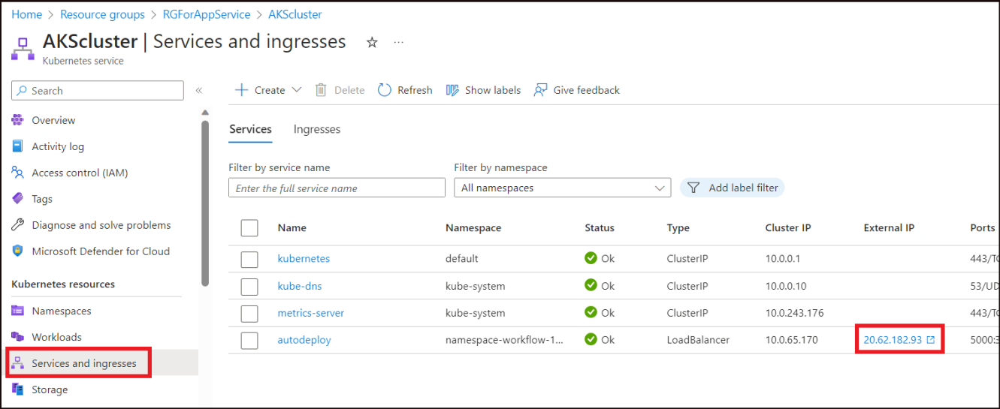 Home > Resource groups > RGForAppService > AKScluster
AKScluster | Services and ingresses
Kubernetes service
Search
Overview
Activity log
Access control (IAM)
Tags
Diagnose and solve problems
Microsoft Defender for Cloud
Kubernetes resources
Namespaces
Workloads
Services and ingresses
Storage
Create Delete Refresh Show labels Give feedback
Services Ingresses
Filter by service name Filter by namespace
Enter the full service name All namespaces Add label filter
Name Namespace Status Type Cluster IP External IP Ports
kubernetes default Ok ClusterIP 10.0.0.1 443/TC
kube-dns kube-system Ok ClusterIP 10.0.0.10 53/UD
metrics-server kube-system Ok ClusterIP 10.0.243.176 443/TC
autodeploy namespace-workflow-1... Ok LoadBalancer 10.0.65.170 20.62.182.93 5000:3